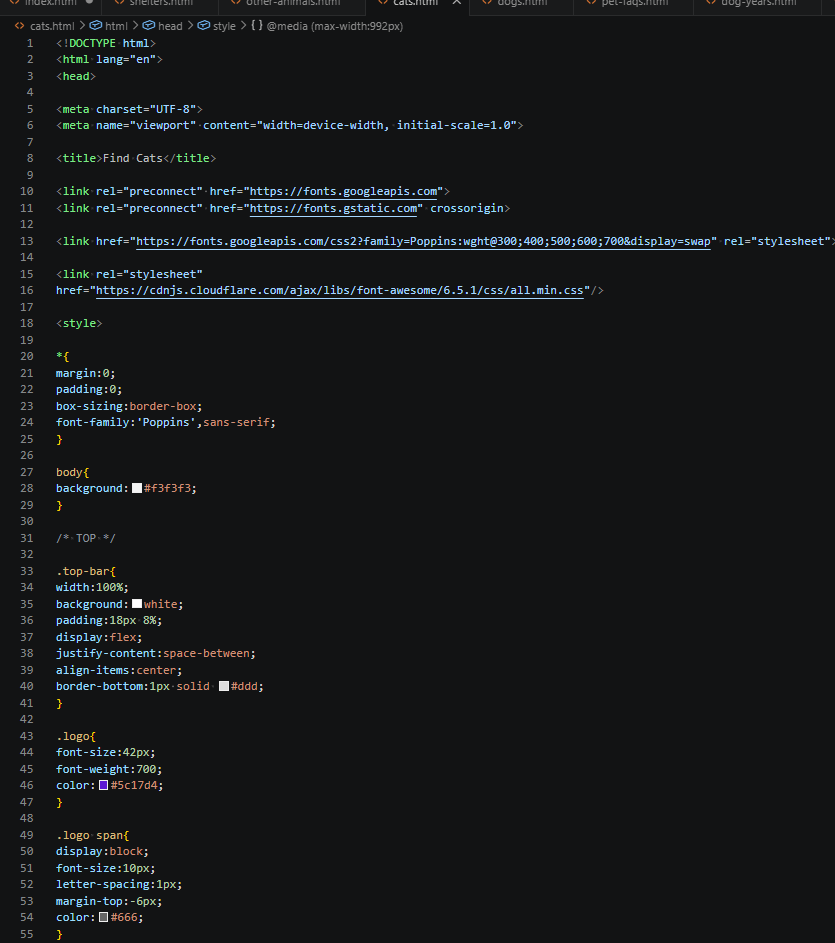 index.html shelters.html other-animals.html cats.html dogs.html pet-faqs.html dog-years.html
cats.html > html > head > style > { } @media (max-width:992px)
1 <!DOCTYPE html>
2 <html lang="en">
3 <head>
4
5 <meta charset="UTF-8">
6 <meta name="viewport" content="width=device-width, initial-scale=1.0">
7
8 <title>Find Cats</title>
9
10 <link rel="preconnect" href="https://fonts.googleapis.com">
11 <link rel="preconnect" href="https://fonts.gstatic.com" crossorigin>
12
13 <link href="https://fonts.googleapis.com/css2?family=Poppins:wght@300;400;500;600;700&display=swap" rel="stylesheet">
14
15 <link rel="stylesheet"
16 href="https://cdnjs.cloudflare.com/ajax/libs/font-awesome/6.5.1/css/all.min.css"/>
17
18 <style>
19
20 *{
21 margin:0;
22 padding:0;
23 box-sizing:border-box;
24 font-family:'Poppins',sans-serif;
25 }
26
27 body{
28 background:#f3f3f3;
29 }
30
31 /* TOP */
32
33 .top-bar{
34 width:100%;
35 background:white;
36 padding:18px 8%;
37 display:flex;
38 justify-content:space-between;
39 align-items:center;
40 border-bottom:1px solid #ddd;
41 }
42
43 .logo{
44 font-size:42px;
45 font-weight:700;
46 color:#5c17d4;
47 }
48
49 .logo span{
50 display:block;
51 font-size:10px;
52 letter-spacing:1px;
53 margin-top:-6px;
54 color:#666;
55 }